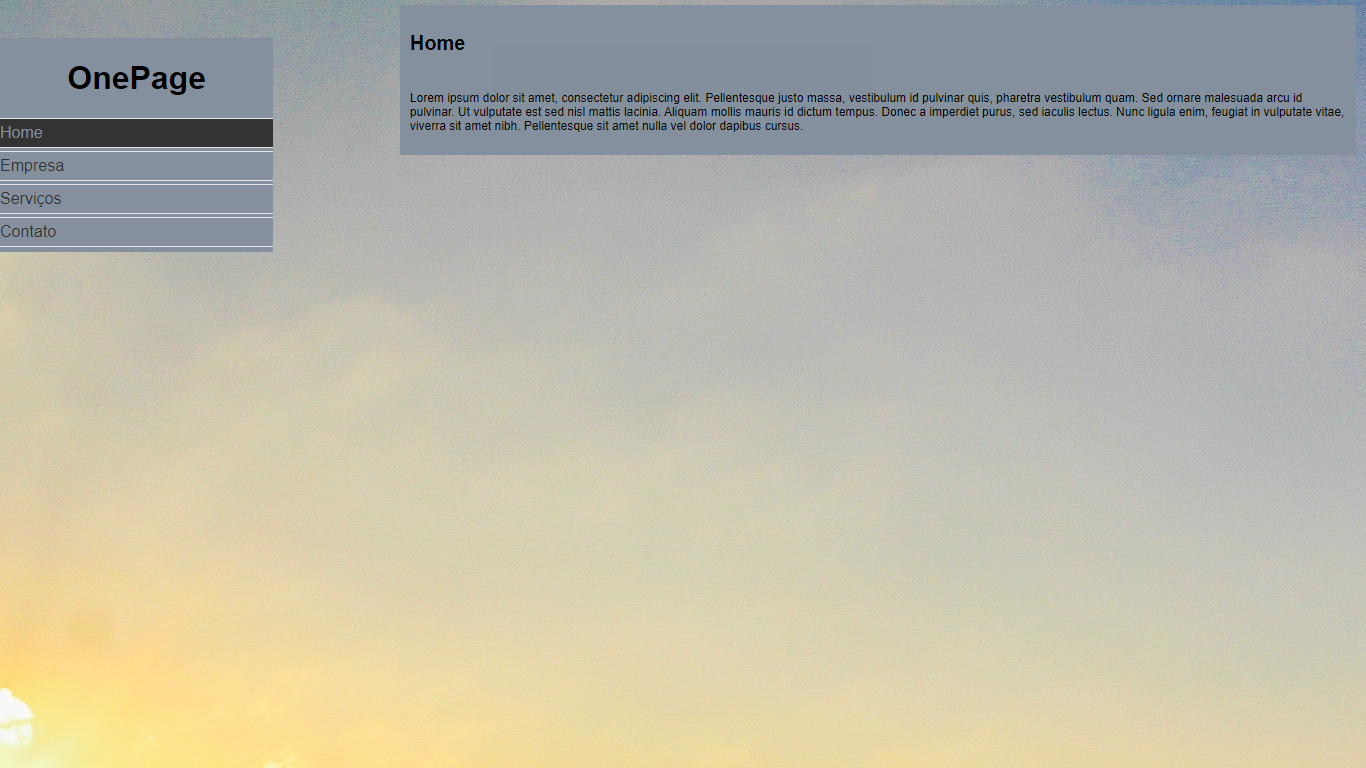 OnePage
Home
Empresa
Serviços
Contato
Home
Lorem ipsum dolor sit amet, consectetur adipiscing elit. Pellentesque justo massa, vestibulum id pulvinar quis, pharetra vestibulum quam. Sed ornare malesuada arcu id
pulvinar. Ut vulputate est sed nisl mattis lacinia. Aliquam mollis mauris id dictum tempus. Donec a imperdiet purus, sed iaculis lectus. Nunc ligula enim, feugiat in vulputate vitae,
viverra sit amet nibh. Pellentesque sit amet nulla vel dolor dapibus cursus.